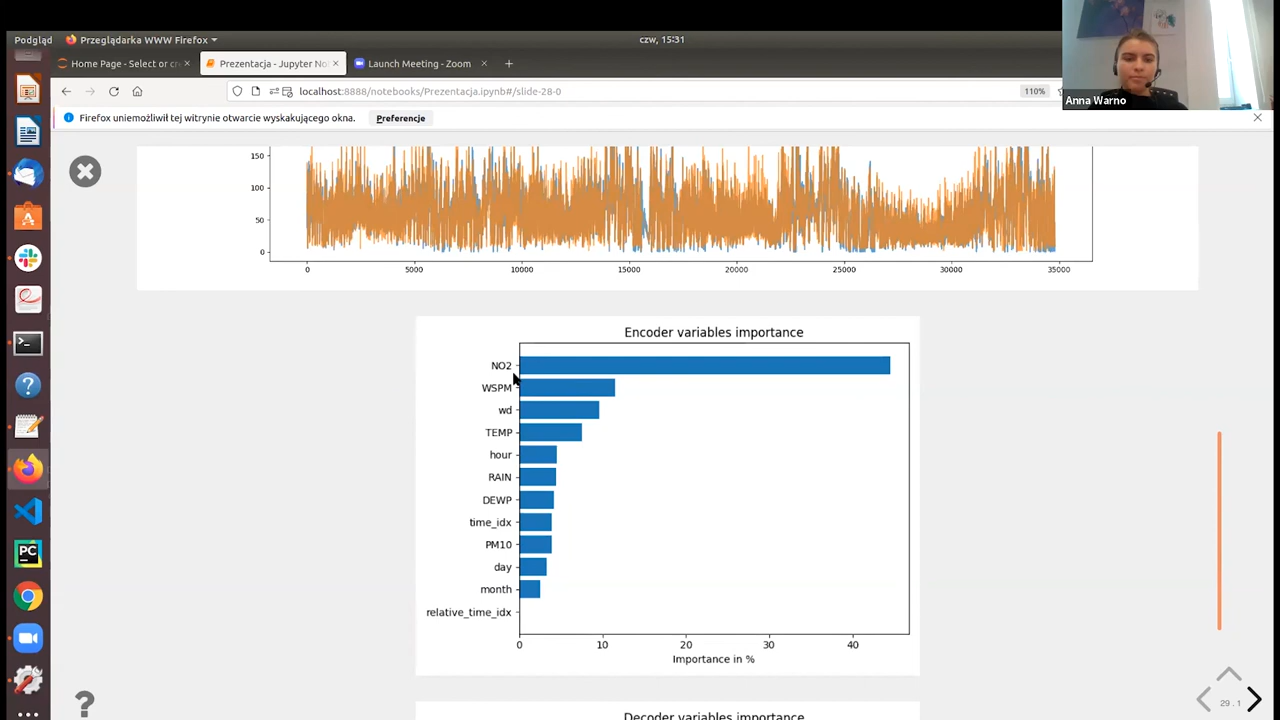 Podgląd
Przeglądarka WWW Firefox
czw, 15:31
Home Page - Select or cr
Prezentacja - Jupyter No
Launch Meeting - Zoom
localhost:8888/notebooks/Prezentacja.ipynb#/slide-28-0
110%
Anna Warno
Firefox uniemożliwił tej witrynie otwarcie wyskakującego okna.
Preferencje
150
100
50
0
0
5000
10000
15000
20000
25000
30000
35000
Encoder variables importance
NO2
WSPM
wd
TEMP
hour
RAIN
DEWP
time_idx
PM10
day
month
relative_time_idx
0
10
20
30
40
Importance in %
Decoder variables importance
29.1
PC
?